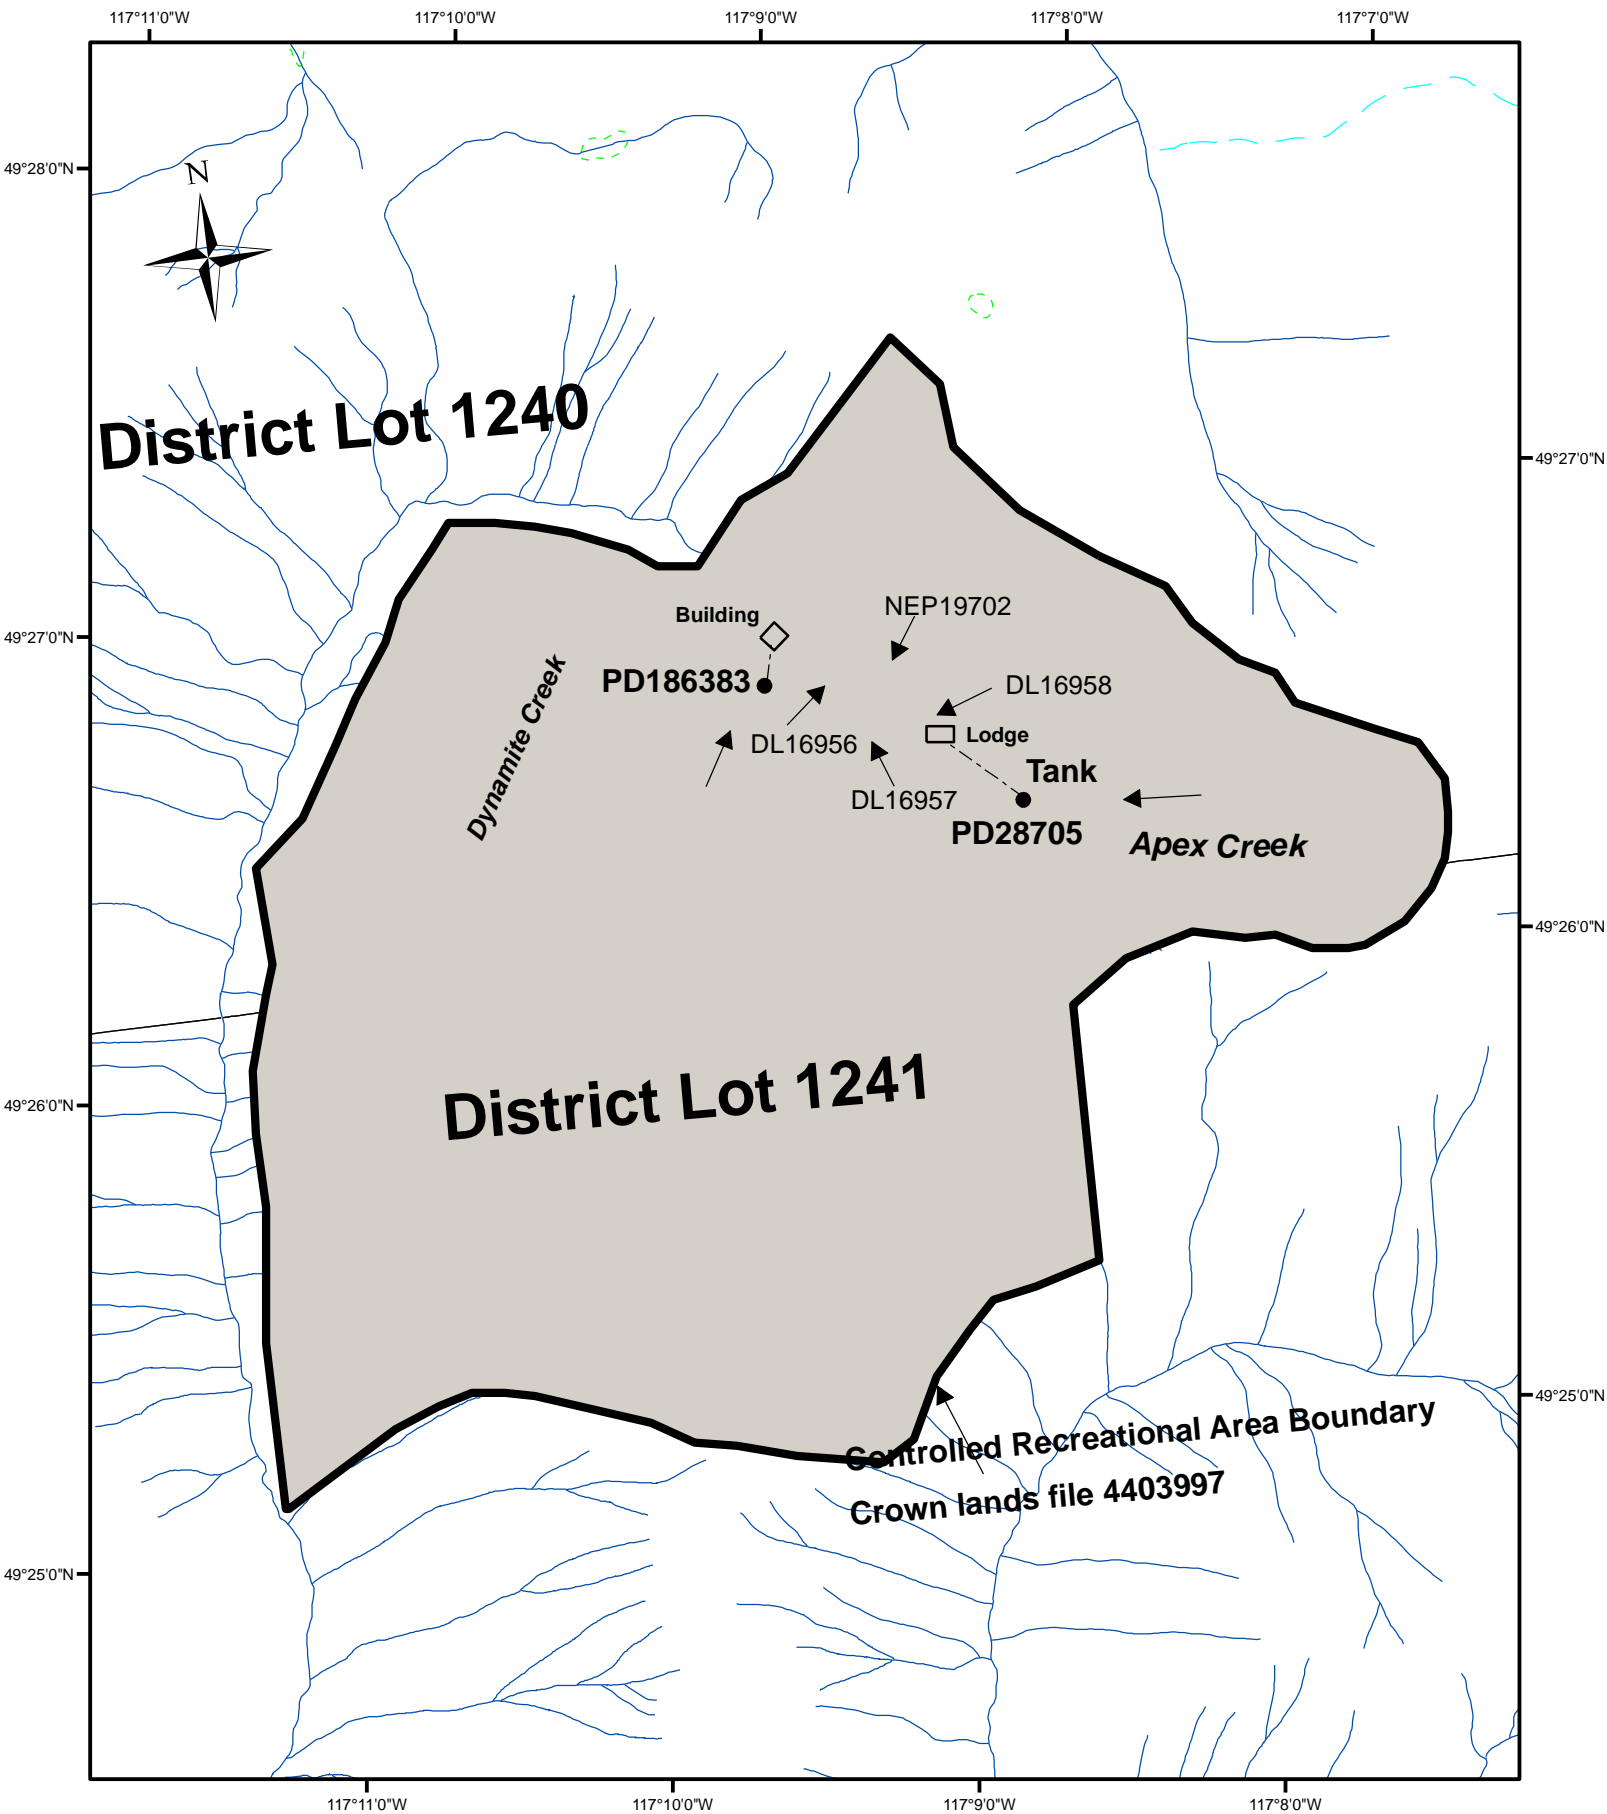 117°11'0"W
117°10'0"W
117°9'0"W
117°8'0"W
117°7'0"W
49°28'0"N
N
District Lot 1240
49°27'0"N
NEP19702
Building
49°27'0"N
Dynamite Creek
PD186383
DL16958
Lodge
DL16956
Tank
DL16957
PD28705
Apex Creek
49°26'0"N
District Lot 1241
49°26'0"N
49°25'0"N
Controlled Recreational Area Boundary
Crown lands file 4403997
49°25'0"N
117°11'0"W
117°10'0"W
117°9'0"W
117°8'0"W